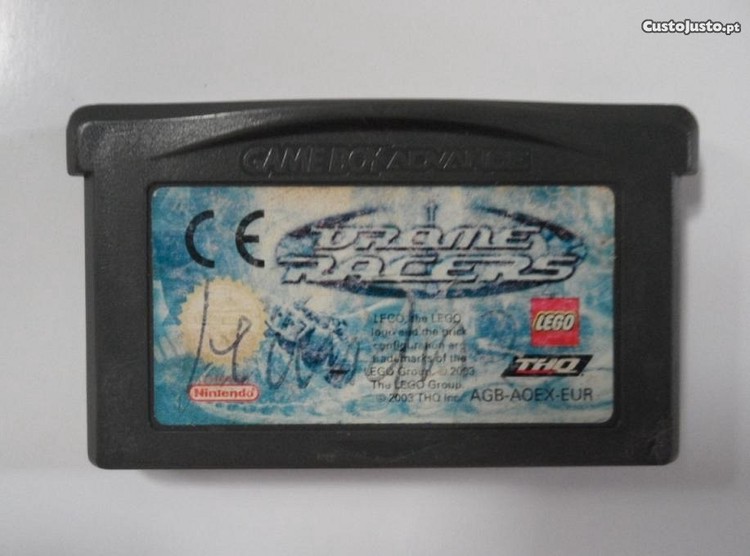 CustoJusto.pt
GAME BOY ADVANCE
CE
DROME
RACERS
LEGO, the LEGO
logo and the brick
configuration are
trademarks of the
LEGO Group. © 2003
The LEGO Group.
© 2003 THQ Inc.
LEGO
THQ
Nintendo
AGB-AOEX-EUR